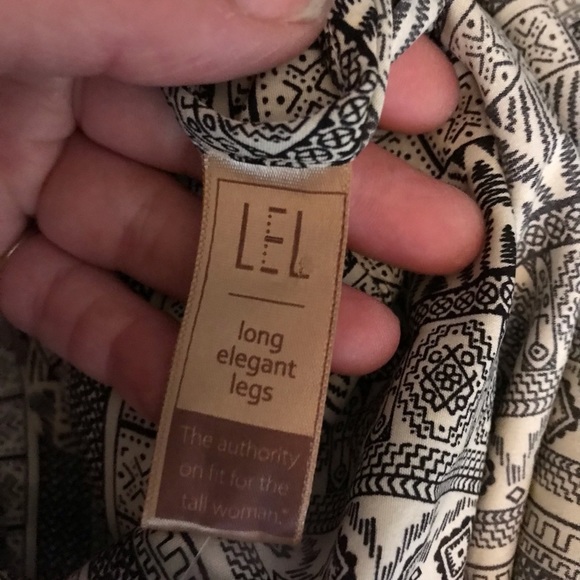 LEL
long
elegant
legs
The authority
on fit for the
tall woman.®